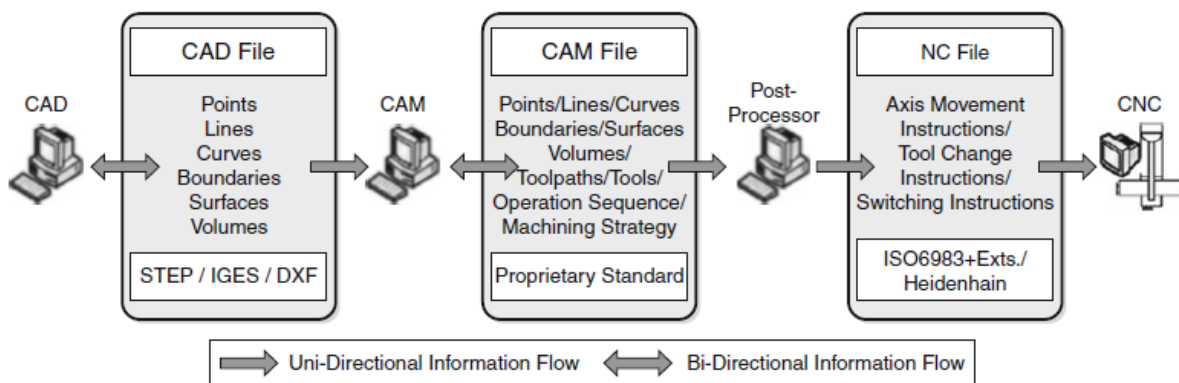 CAD
CAD File
Points
Lines
Curves
Boundaries
Surfaces
Volumes
STEP / IGES / DXF
CAM
CAM File
Points/Lines/Curves
Boundaries/Surfaces
Volumes/
Toolpaths/Tools/
Operation Sequence/
Machining Strategy
Proprietary Standard
Post-
Processor
NC File
Axis Movement
Instructions/
Tool Change
Instructions/
Switching Instructions
ISO6983+Exts./
Heidenhain
CNC
Uni-Directional Information Flow
Bi-Directional Information Flow